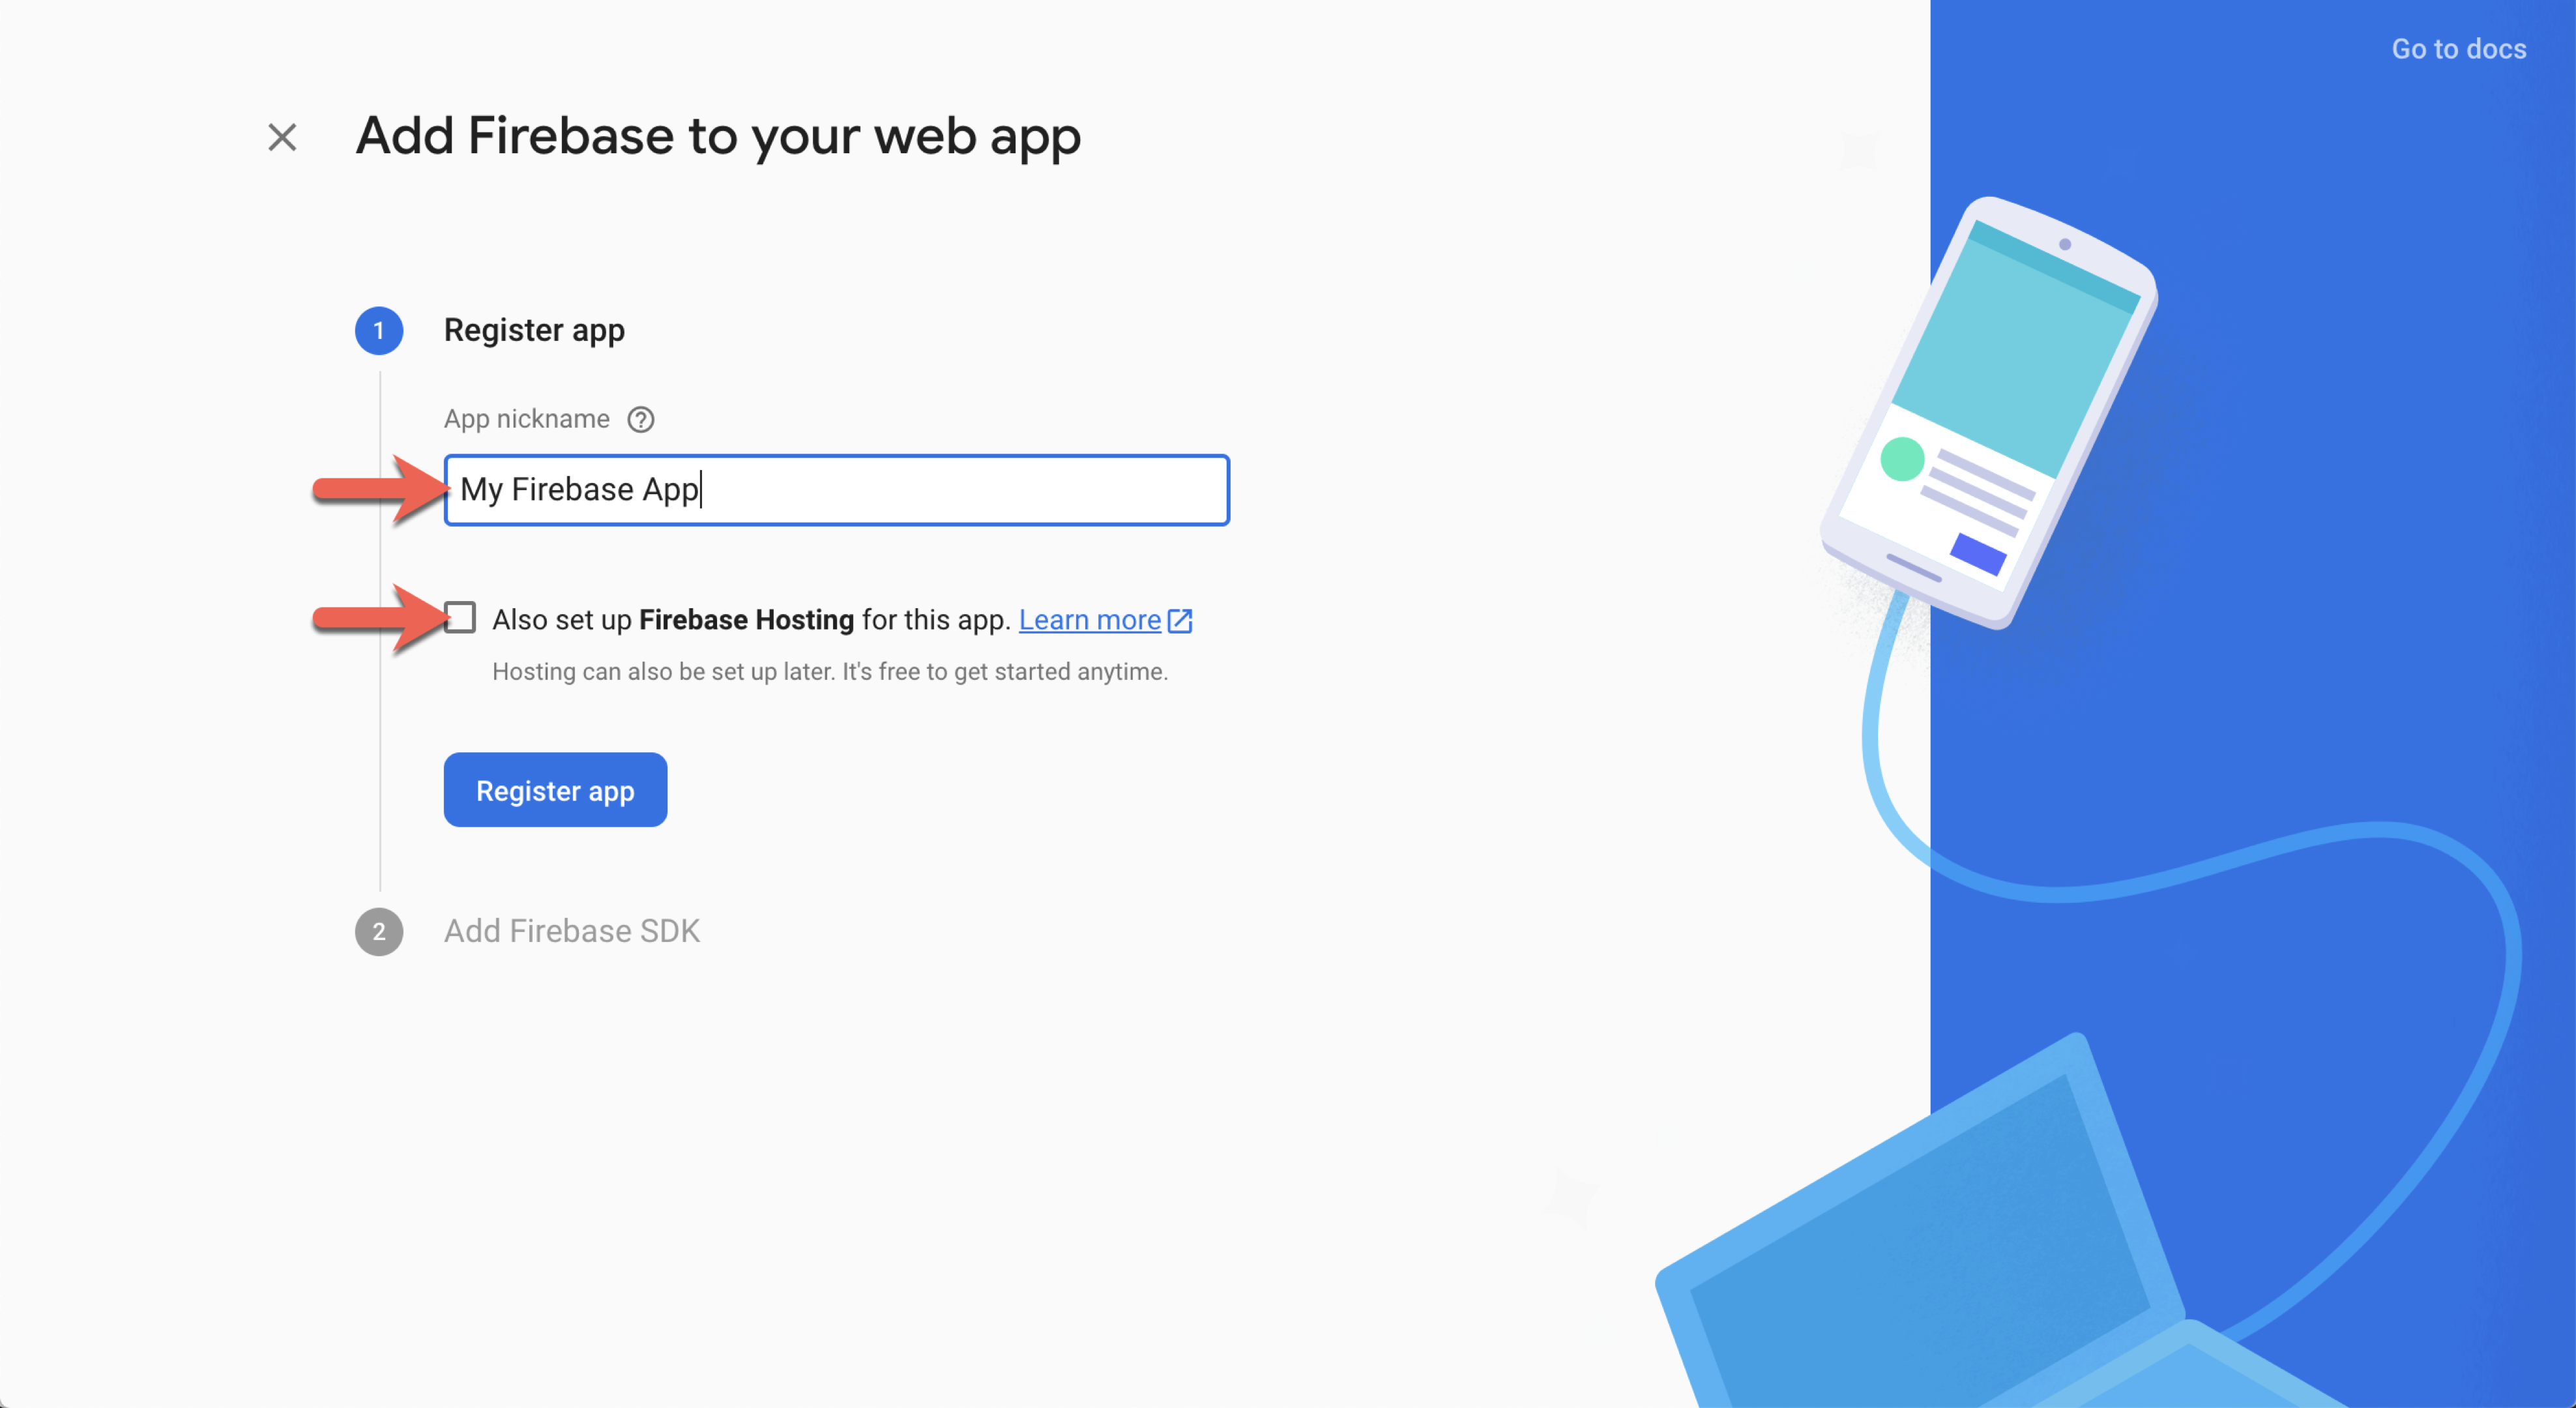 Go to docs
Add Firebase to your web app
1 Register app
App nickname ?
My Firebase App
Also set up Firebase Hosting for this app. Learn more
Hosting can also be set up later. It's free to get started anytime.
Register app
2 Add Firebase SDK